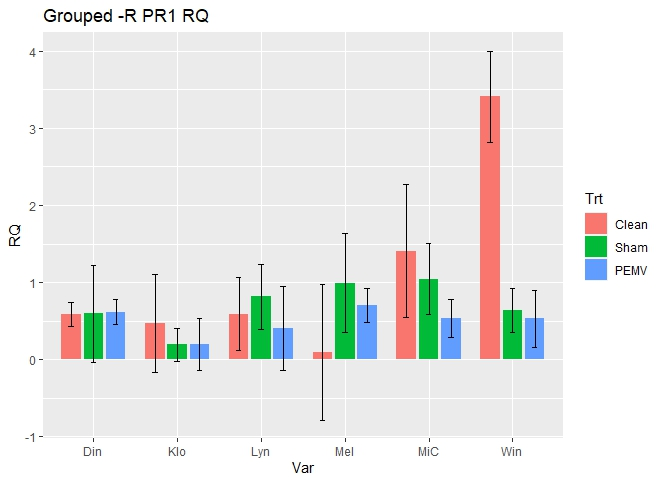 Grouped -R PR1 RQ
4
3
2
1
0
-1
RQ
Din Klo Lyn Mel MiC Win
Var
Trt
Clean
Sham
PEMV